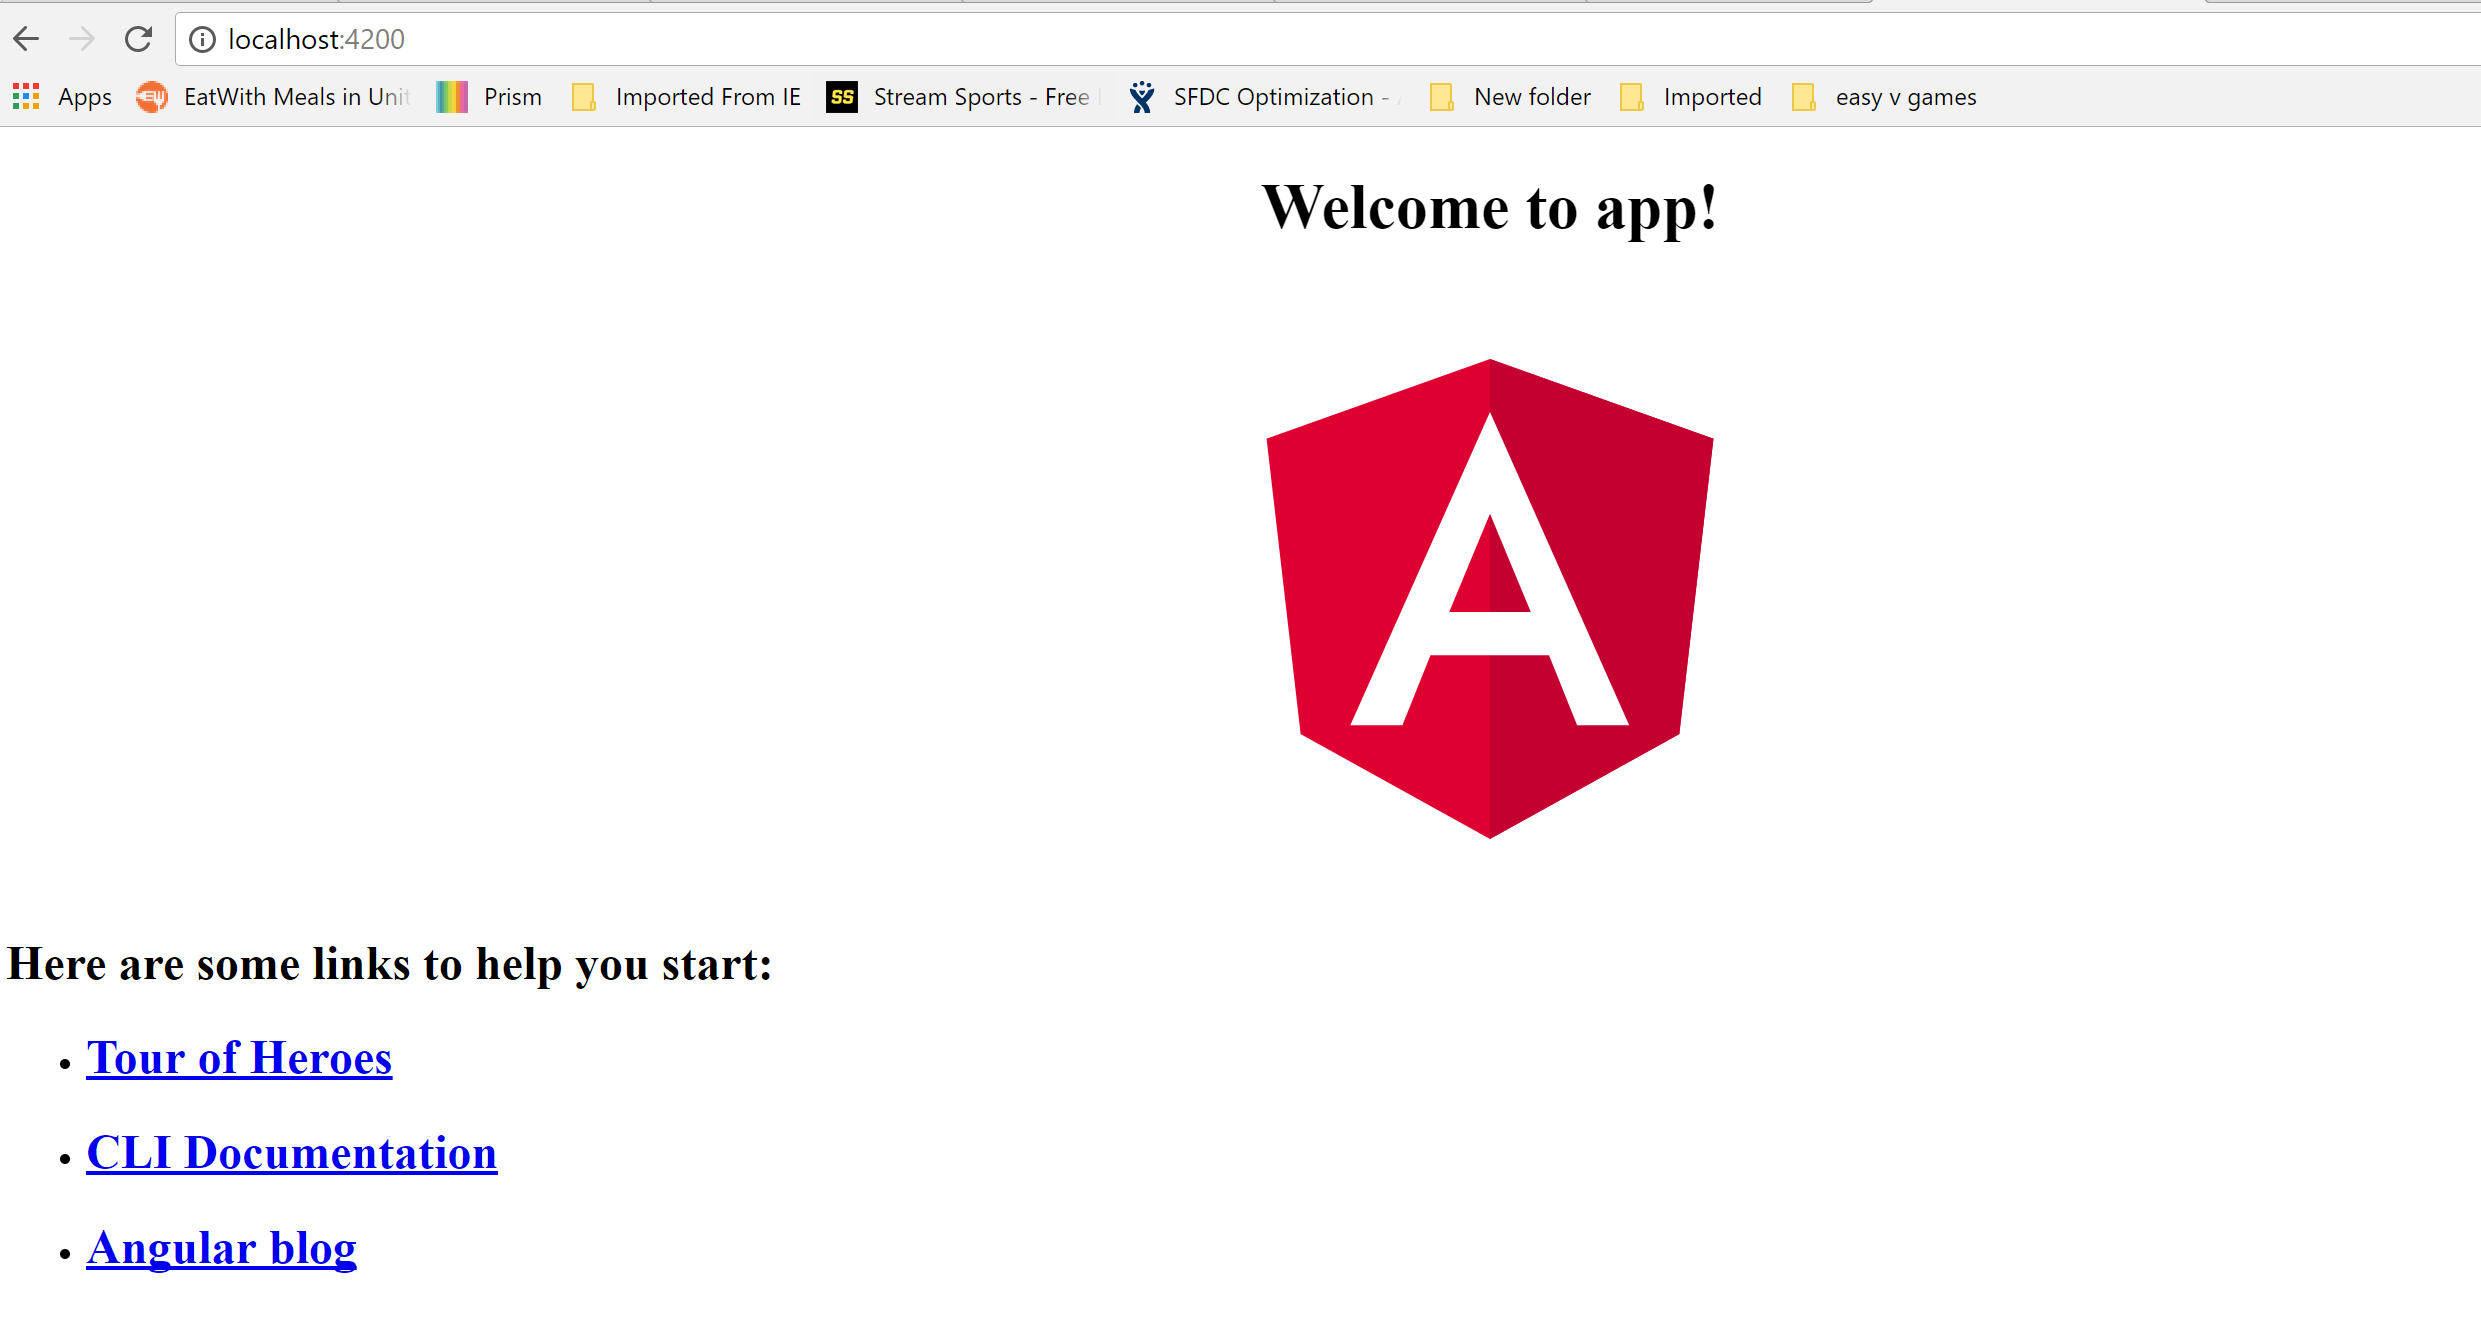 localhost:4200
Apps EatWith Meals in Unit Prism Imported From IE SS Stream Sports - Free SFDC Optimization - New folder Imported easy v games
Welcome to app!
A
Here are some links to help you start:
• Tour of Heroes
• CLI Documentation
• Angular blog